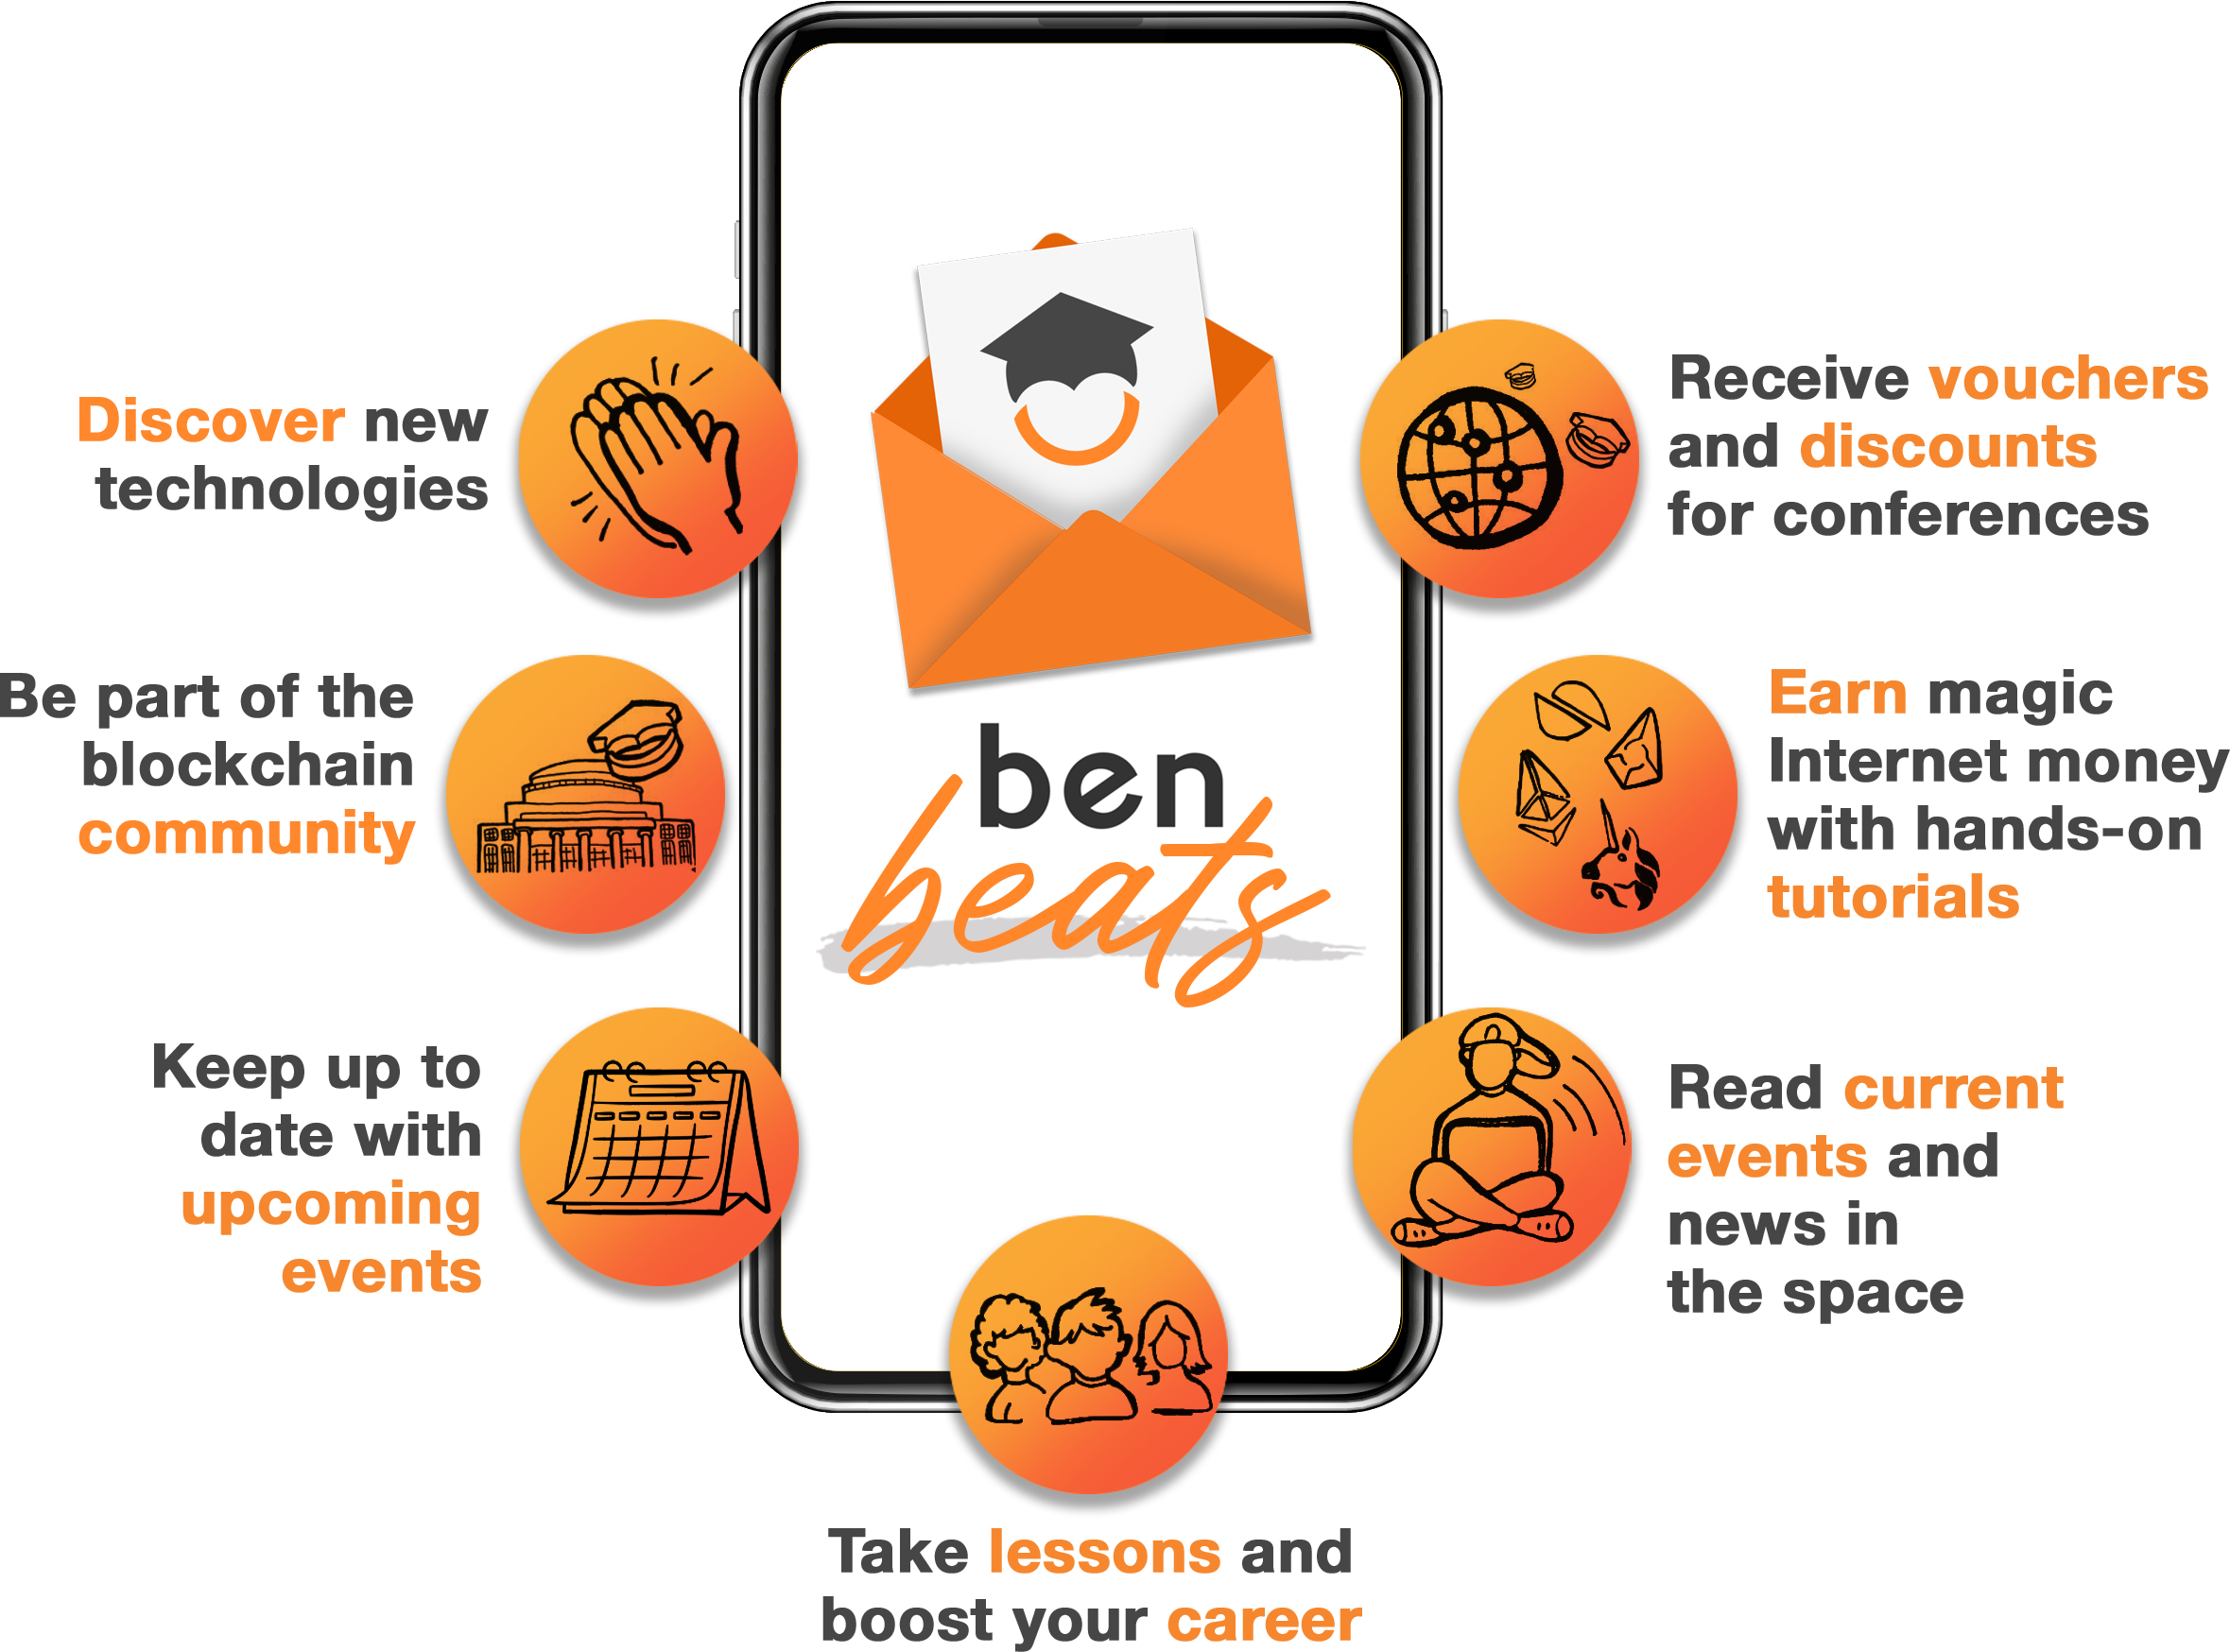 Discover new
technologies
Be part of the
blockchain
community
Keep up to
date with
upcoming
events
ben
beats
Receive vouchers
and discounts
for conferences
Earn magic
Internet money
with hands-on
tutorials
Read current
events and
news in
the space
Take lessons and
boost your career